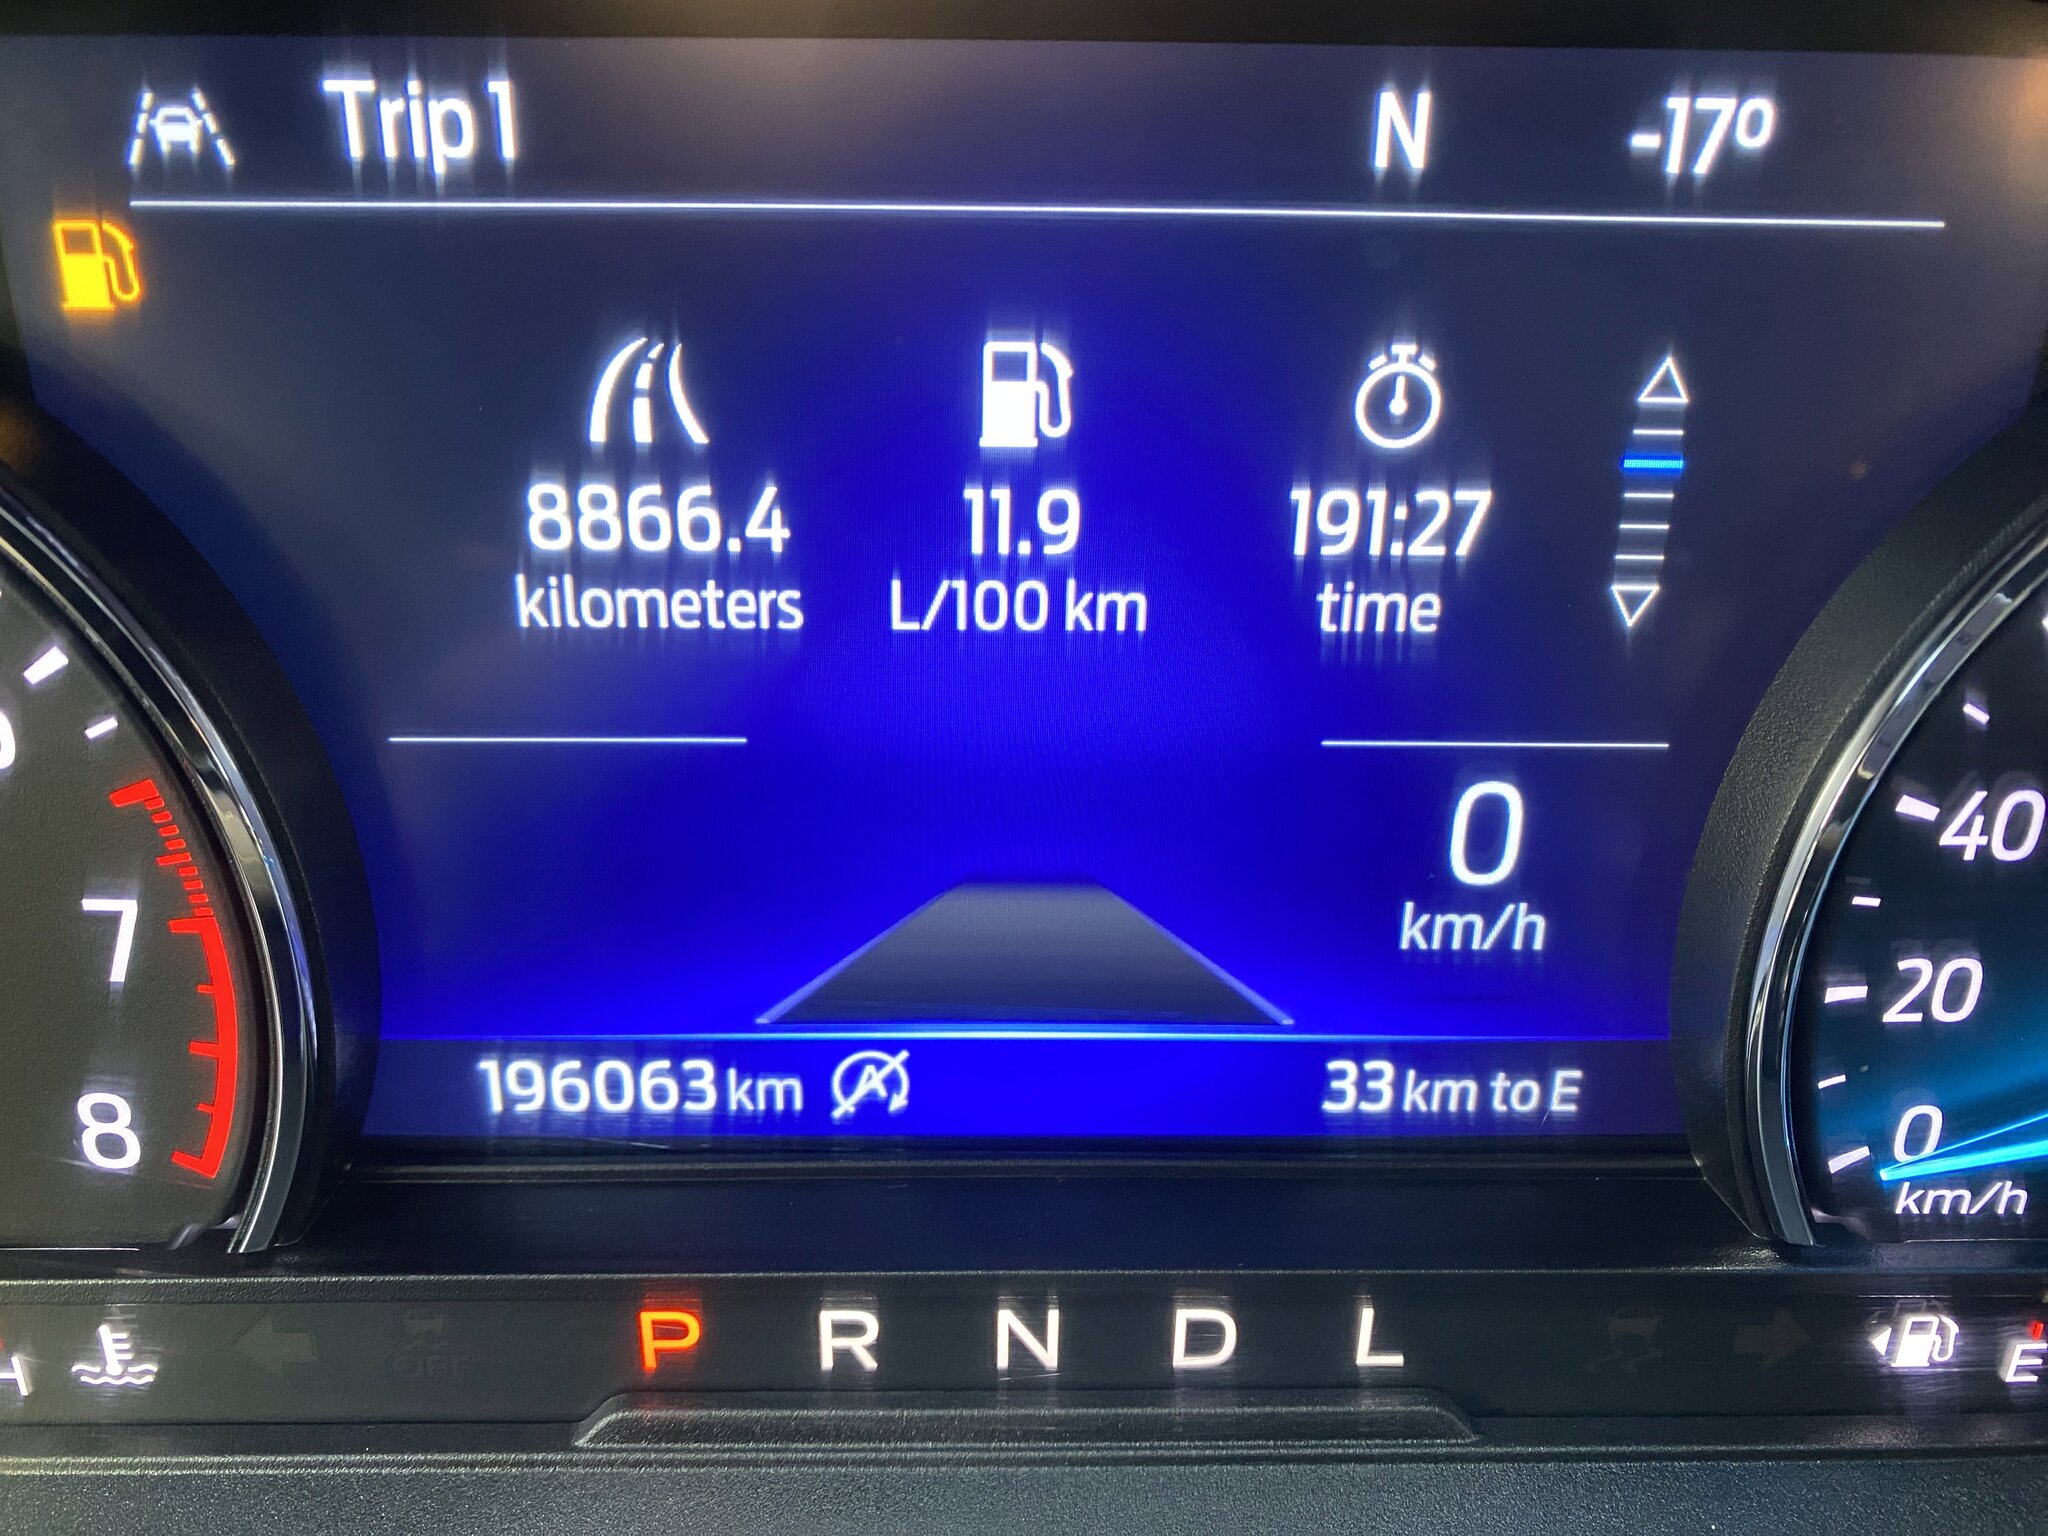 Trip 1 N -17°
8866.4 11.9 191:27
kilometers L/100 km time
0
km/h
196063 km A 33 km to E
7
8
40
20
0
km/h
P R N D L
H E
OFF